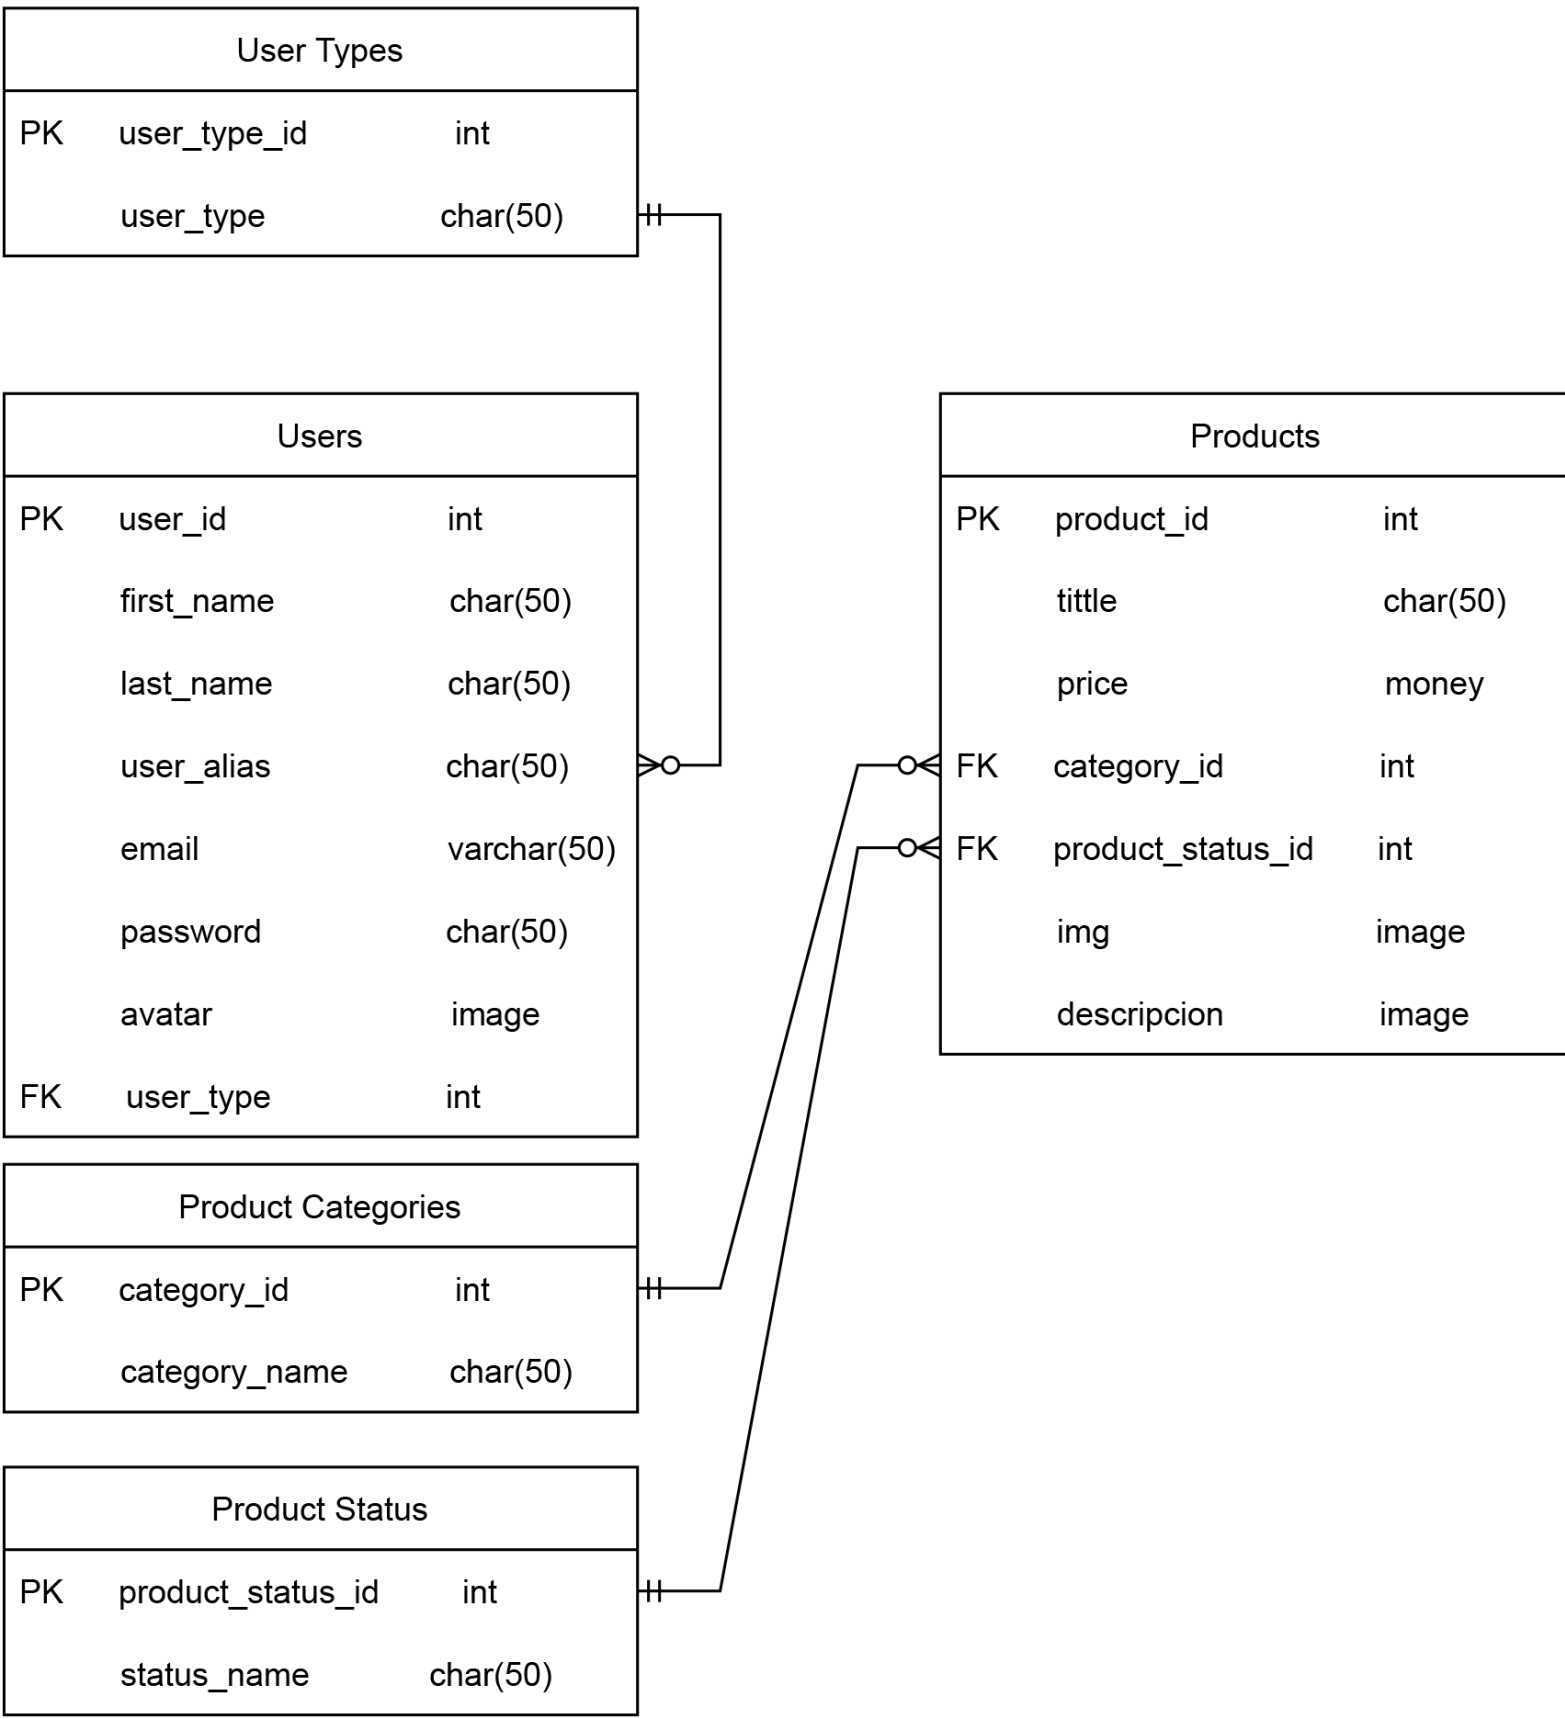 User Types
PK user_type_id int
user_type char(50)
Users
PK user_id int
first_name char(50)
last_name char(50)
user_alias char(50)
email varchar(50)
password char(50)
avatar image
FK user_type int
Products
PK product_id int
tittle char(50)
price money
FK category_id int
FK product_status_id int
img image
descripcion image
Product Categories
PK category_id int
category_name char(50)
Product Status
PK product_status_id int
status_name char(50)